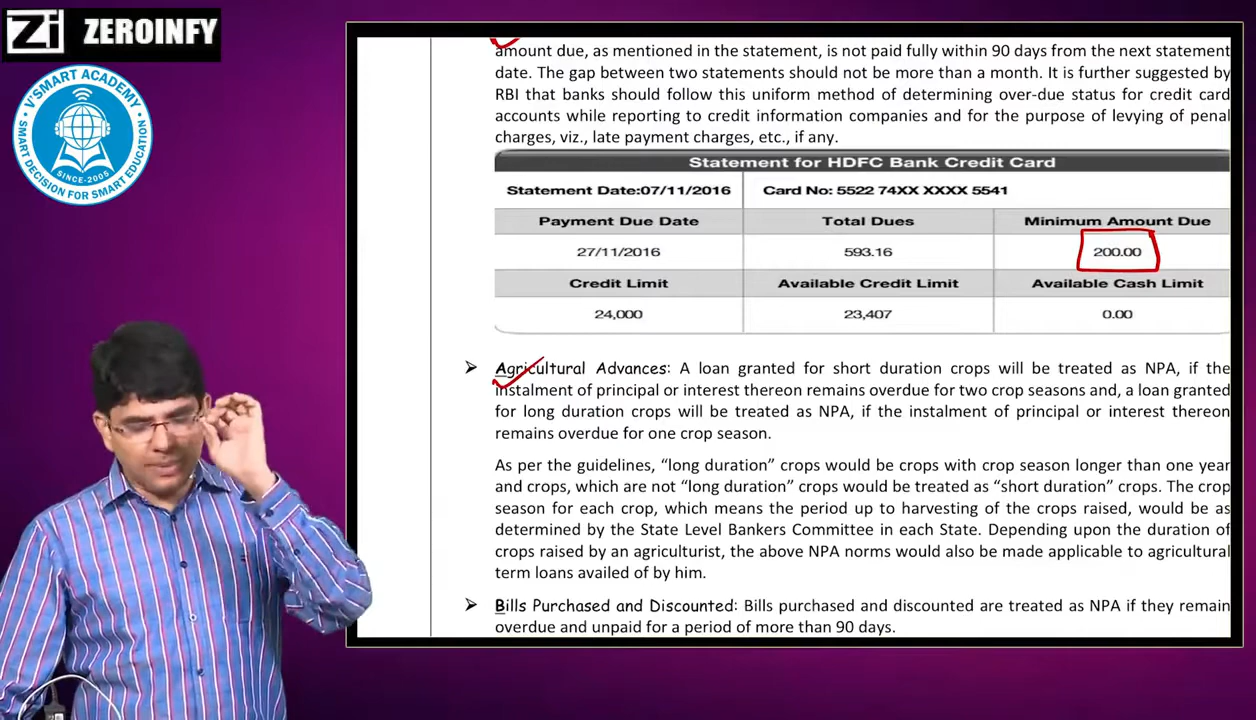 Zi ZEROINFY
V'SMART ACADEMY
SMART DECISION FOR SMART EDUCATION
SINCE-2005
amount due, as mentioned in the statement, is not paid fully within 90 days from the next statement
date. The gap between two statements should not be more than a month. It is further suggested by
RBI that banks should follow this uniform method of determining over-due status for credit card
accounts while reporting to credit information companies and for the purpose of levying of penal
charges, viz., late payment charges, etc., if any.
Statement for HDFC Bank Credit Card
Statement Date:07/11/2016 Card No: 5522 74XX XXXX 5541
Payment Due Date Total Dues Minimum Amount Due
27/11/2016 593.16 200.00
Credit Limit Available Credit Limit Available Cash Limit
24,000 23,407 0.00
➢ Agricultural Advances: A loan granted for short duration crops will be treated as NPA, if the
instalment of principal or interest thereon remains overdue for two crop seasons and, a loan granted
for long duration crops will be treated as NPA, if the instalment of principal or interest thereon
remains overdue for one crop season.
As per the guidelines, “long duration” crops would be crops with crop season longer than one year
and crops, which are not “long duration” crops would be treated as “short duration” crops. The crop
season for each crop, which means the period up to harvesting of the crops raised, would be as
determined by the State Level Bankers Committee in each State. Depending upon the duration of
crops raised by an agriculturist, the above NPA norms would also be made applicable to agricultural
term loans availed of by him.
➢ Bills Purchased and Discounted: Bills purchased and discounted are treated as NPA if they remain
overdue and unpaid for a period of more than 90 days.